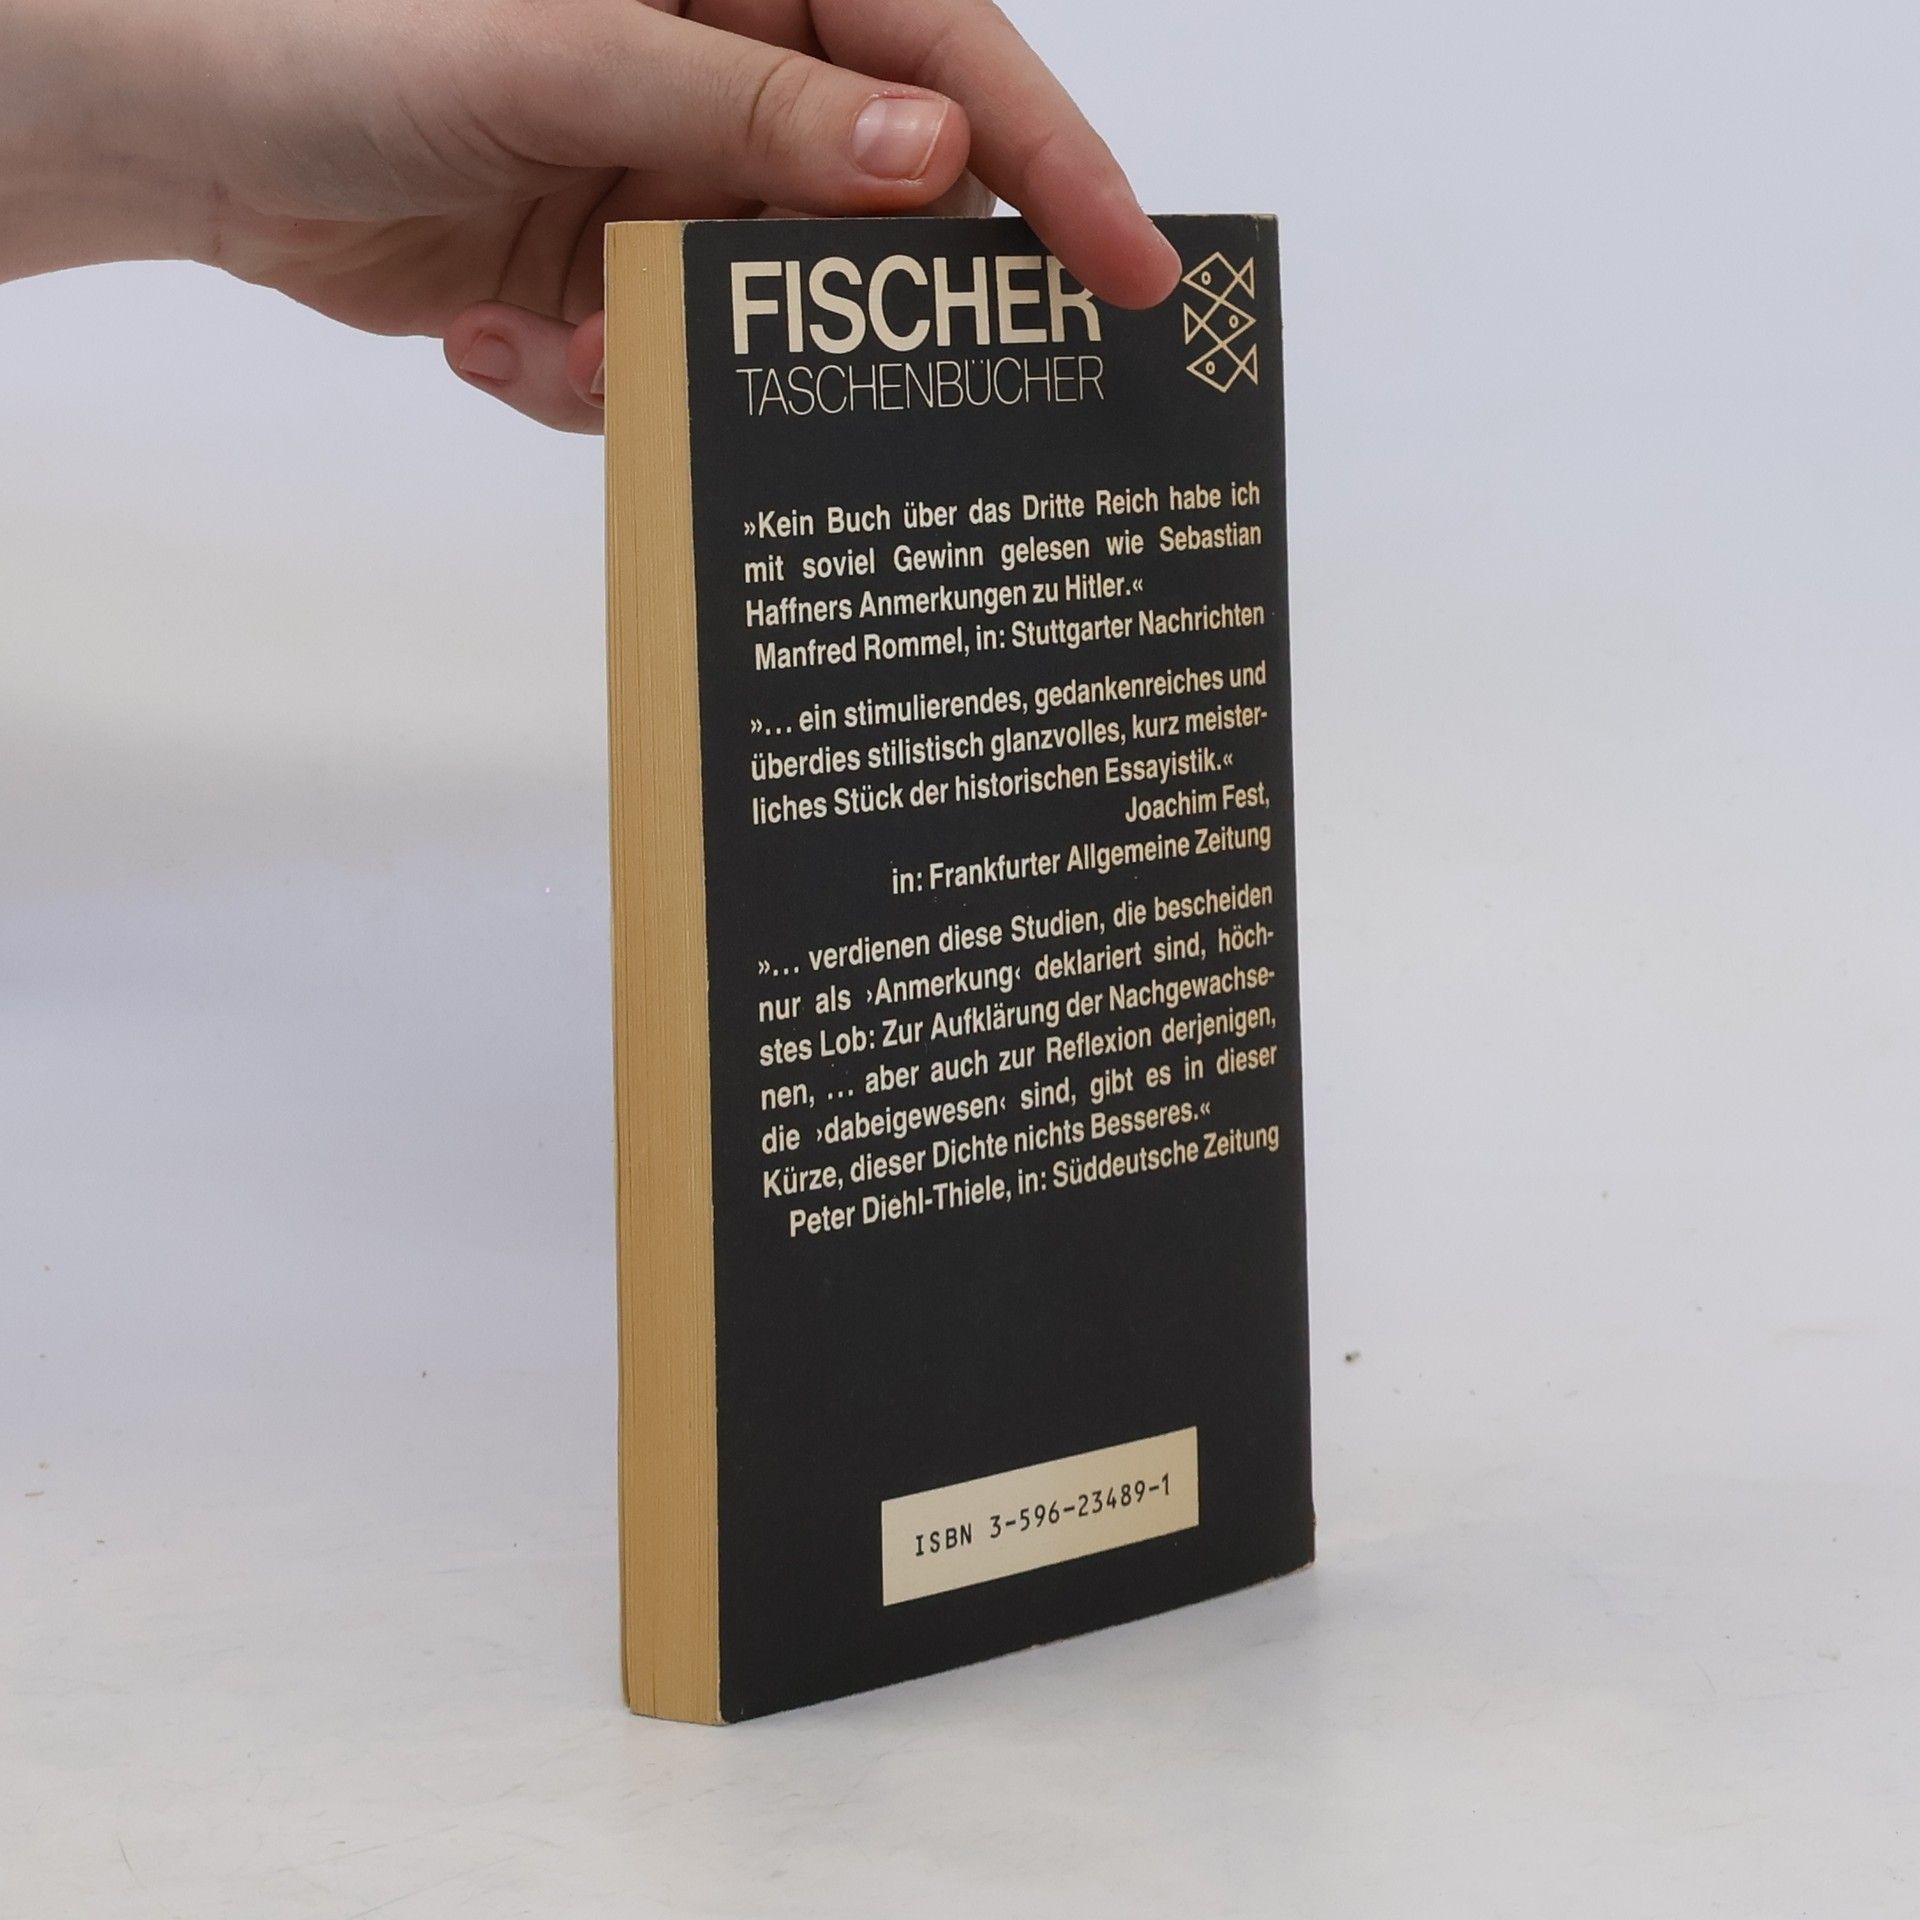 FISCHER
TASCHENBÜCHER
»Kein Buch über das Dritte Reich habe ich
mit soviel Gewinn gelesen wie Sebastian
Haffners Anmerkungen zu Hitler.«
Manfred Rommel, in: Stuttgarter Nachrichten
»... ein stimulierendes, gedankenreiches und
überdies stilistisch glanzvolles, kurz meister-
liches Stück der historischen Essayistik.«
Joachim Fest,
in: Frankfurter Allgemeine Zeitung
»... verdienen diese Studien, die bescheiden
nur als ›Anmerkung‹ deklariert sind, höch-
stes Lob: Zur Aufklärung der Nachgewachse-
nen, ... aber auch zur Reflexion derjenigen,
die ›dabeigewesen‹ sind, gibt es in dieser
Kürze, dieser Dichte nichts Besseres.«
Peter Diehl-Thiele, in: Süddeutsche Zeitung
ISBN 3-596-23489-1